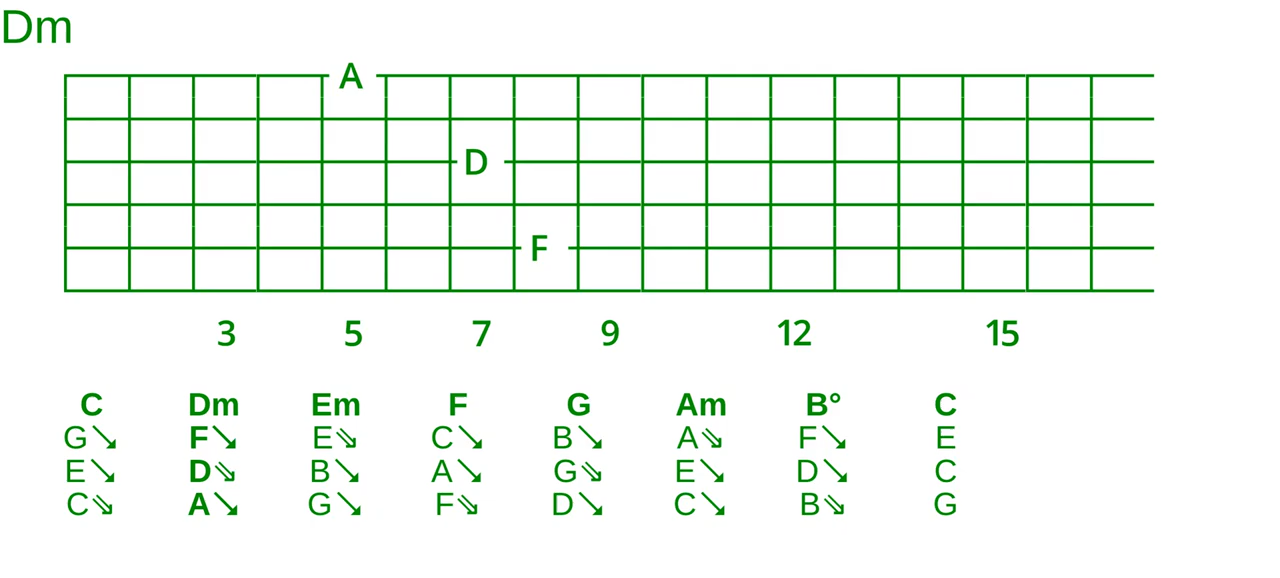 Dm
A
D
F
3 5 7 9 12 15
C Dm Em F G Am B° C
G↘ F↘ E⇘ C↘ B↘ A⇘ F↘ E
E↘ D⇘ B↘ A↘ G⇘ E↘ D↘ C
C⇘ A↘ G↘ F⇘ D↘ C↘ B⇘ G